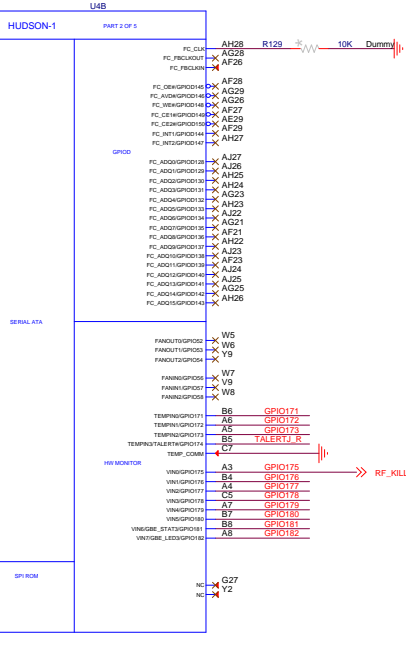 U4B
HUDSON-1 PART 2 OF 5
FC_CLK AH28 R129 10K Dummy
FC_FBCLKOUT AG28
FC_FBCLKIN AF26
FC_OE#/GPIOD145 AF28
FC_AVD#/GPIOD146 AG29
FC_WE#/GPIOD148 AG26
FC_CE1#/GPIOD149 AF27
FC_CE2#/GPIOD150 AE29
FC_INT1/GPIOD144 AF29
FC_INT2/GPIOD147 AH27
GPIOD
FC_ADQ0/GPIOD128 AJ27
FC_ADQ1/GPIOD129 AJ26
FC_ADQ2/GPIOD130 AH25
FC_ADQ3/GPIOD131 AH24
FC_ADQ4/GPIOD132 AG23
FC_ADQ5/GPIOD133 AH23
FC_ADQ6/GPIOD134 AJ22
FC_ADQ7/GPIOD135 AG21
FC_ADQ8/GPIOD136 AF21
FC_ADQ9/GPIOD137 AH22
FC_ADQ10/GPIOD138 AJ23
FC_ADQ11/GPIOD139 AF23
FC_ADQ12/GPIOD140 AJ24
FC_ADQ13/GPIOD141 AJ25
FC_ADQ14/GPIOD142 AG25
FC_ADQ15/GPIOD143 AH26
SERIAL ATA
FANOUT0/GPIO52 W5
FANOUT1/GPIO53 W6
FANOUT2/GPIO54 Y9
FANIN0/GPIO56 W7
FANIN1/GPIO57 V9
FANIN2/GPIO58 W8
TEMPIN0/GPIO171 B6 GPIO171
TEMPIN1/GPIO172 A6 GPIO172
TEMPIN2/GPIO173 A5 GPIO173
TEMPIN3/TALERT#/GPIO174 B5 TALERTJ_R
TEMP_COMM C7
HW MONITOR
VIN0/GPIO175 A3 GPIO175 RF_KILL
VIN1/GPIO176 B4 GPIO176
VIN2/GPIO177 A4 GPIO177
VIN3/GPIO178 C5 GPIO178
VIN4/GPIO179 A7 GPIO179
VIN5/GPIO180 B7 GPIO180
VIN6/GBE_STAT3/GPIO181 B8 GPIO181
VIN7/GBE_LED3/GPIO182 A8 GPIO182
SPI ROM
NC G27
NC Y2